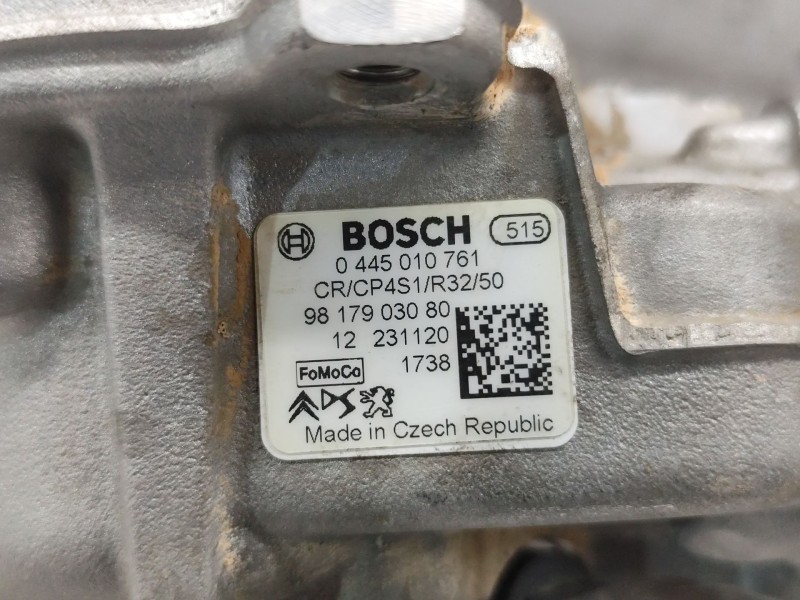 BOSCH 515
0 445 010 761
CR/CP4S1/R32/50
98 179 030 80
12 231120
1738
FoMoCo
DS
Made in Czech Republic